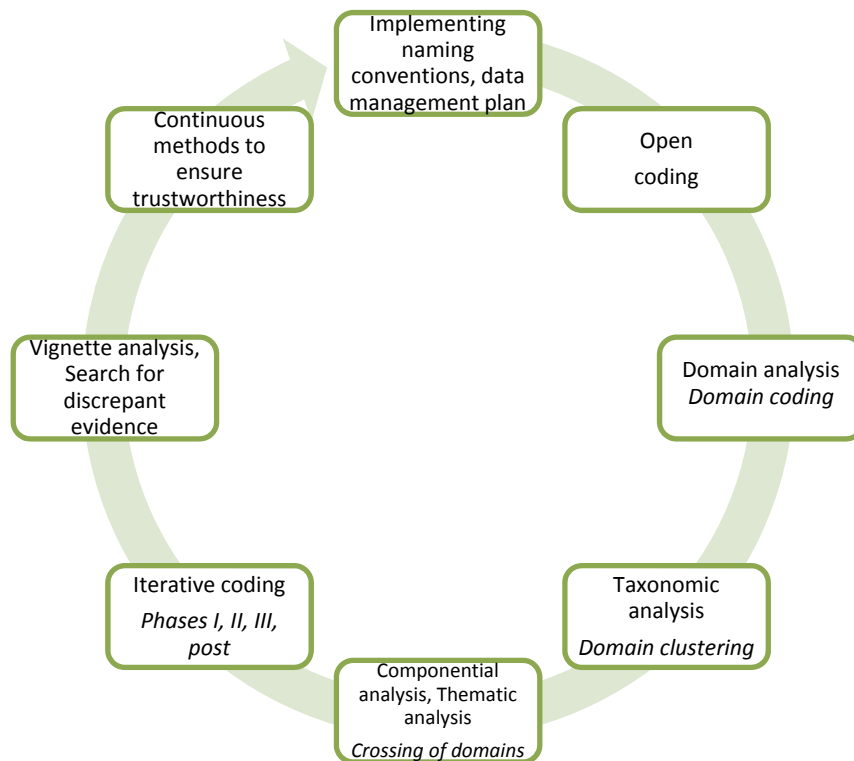 Implementing
naming
conventions, data
management plan
Open
coding
Domain analysis
Domain coding
Taxonomic
analysis
Domain clustering
Componential
analysis, Thematic
analysis
Crossing of domains
Iterative coding
Phases I, II, III,
post
Vignette analysis,
Search for
discrepant
evidence
Continuous
methods to
ensure
trustworthiness